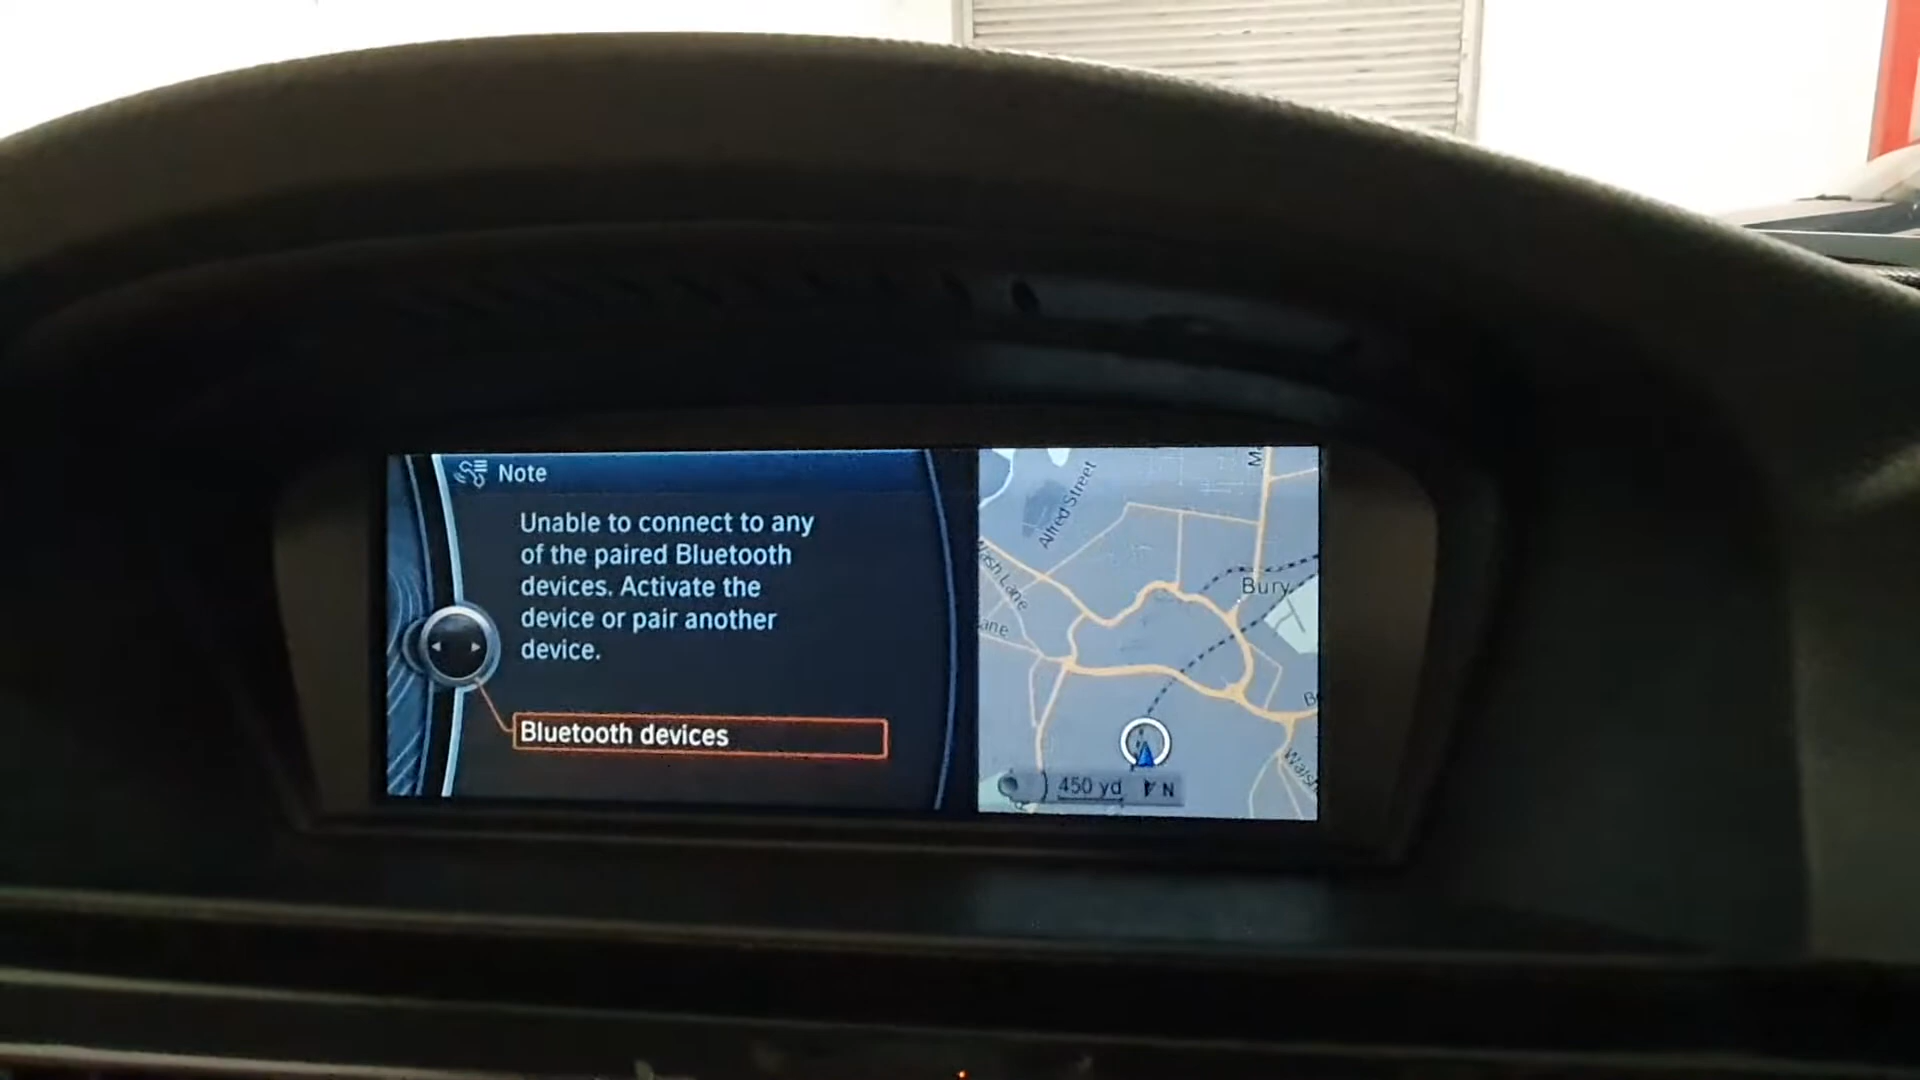 Note
Unable to connect to any
of the paired Bluetooth
devices. Activate the
device or pair another
device.
Bluetooth devices
Alfred Street
Lane
Bury
450 yd
N